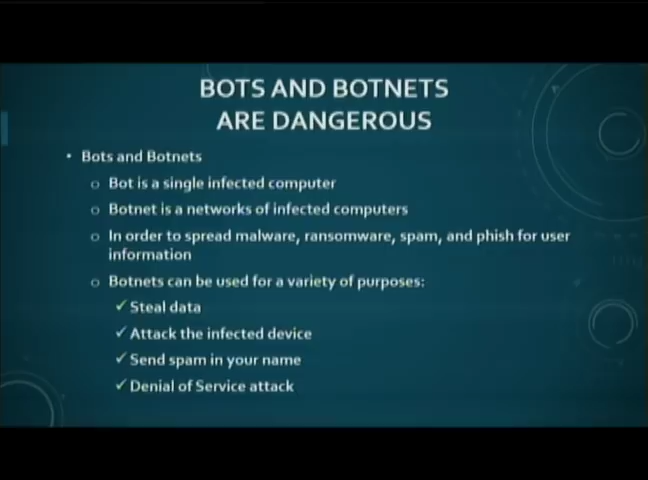 BOTS AND BOTNETS
ARE DANGEROUS
• Bots and Botnets
o Bot is a single infected computer
o Botnet is a networks of infected computers
o In order to spread malware, ransomware, spam, and phish for user
information
o Botnets can be used for a variety of purposes:
✓ Steal data
✓ Attack the infected device
✓ Send spam in your name
✓ Denial of Service attack